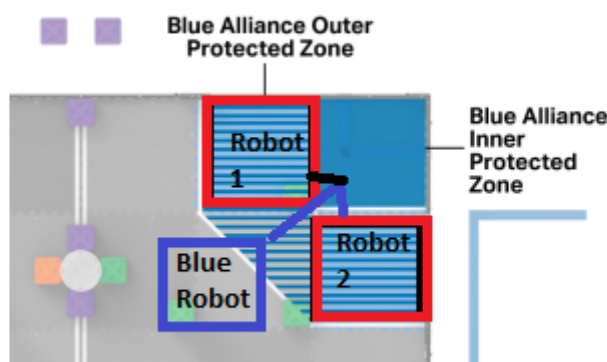 Blue Alliance Outer
Protected Zone
Blue Alliance
Inner
Protected
Zone
Robot
1
Robot
2
Blue
Robot